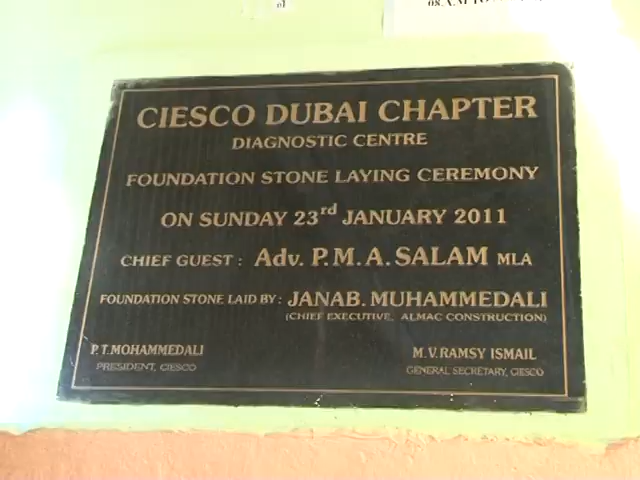 CIESCO DUBAI CHAPTER
DIAGNOSTIC CENTRE
FOUNDATION STONE LAYING CEREMONY
ON SUNDAY 23rd JANUARY 2011
CHIEF GUEST : Adv. P.M.A. SALAM MLA
FOUNDATION STONE LAID BY : JANAB. MUHAMMEDALI
(CHIEF EXECUTIVE, ALMAC CONSTRUCTION)
P.T.MOHAMMEDALI
PRESIDENT, CIESCO
M.V.RAMSY ISMAIL
GENERAL SECRETARY, CIESCO